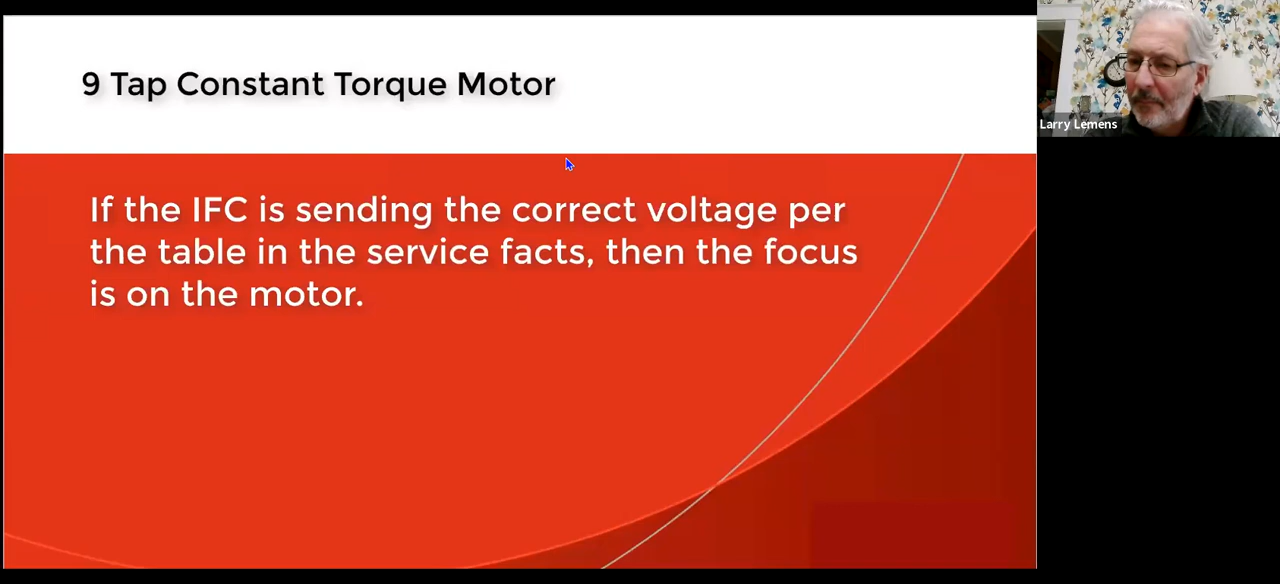 9 Tap Constant Torque Motor
If the IFC is sending the correct voltage per
the table in the service facts, then the focus
is on the motor.
Larry Lemens